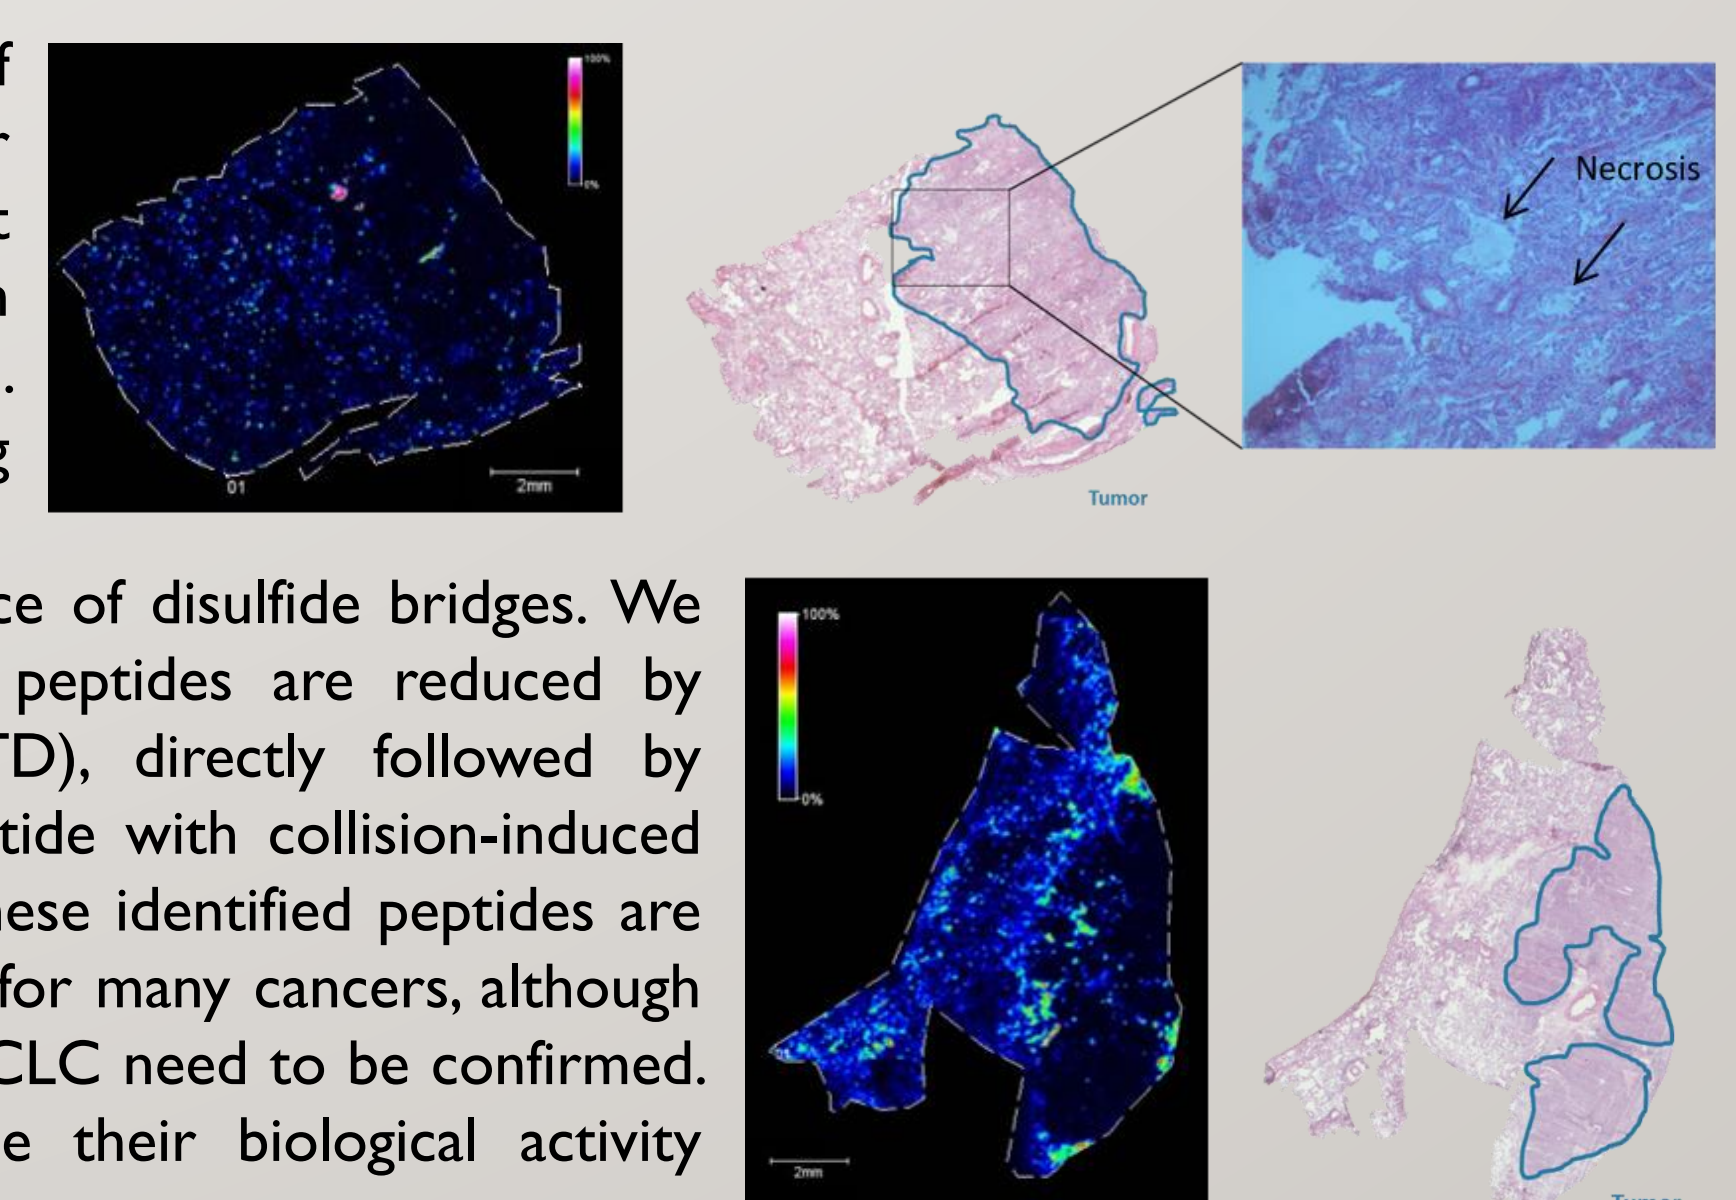 f
r
t
n
.
g
100%
0%
01
2mm
Necrosis
Tumor
ce of disulfide bridges. We
peptides are reduced by
TD), directly followed by
tide with collision-induced
hese identified peptides are
for many cancers, although
CLC need to be confirmed.
e their biological activity
100%
0%
2mm